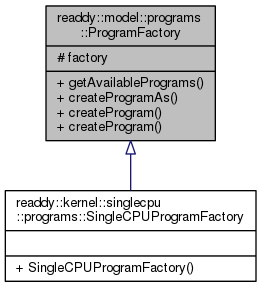 readdy::model::programs
::ProgramFactory
# factory
+ getAvailablePrograms()
+ createProgramAs()
+ createProgram()
+ createProgram()
readdy::kernel::singlecpu
::programs::SingleCPUProgramFactory
+ SingleCPUProgramFactory()